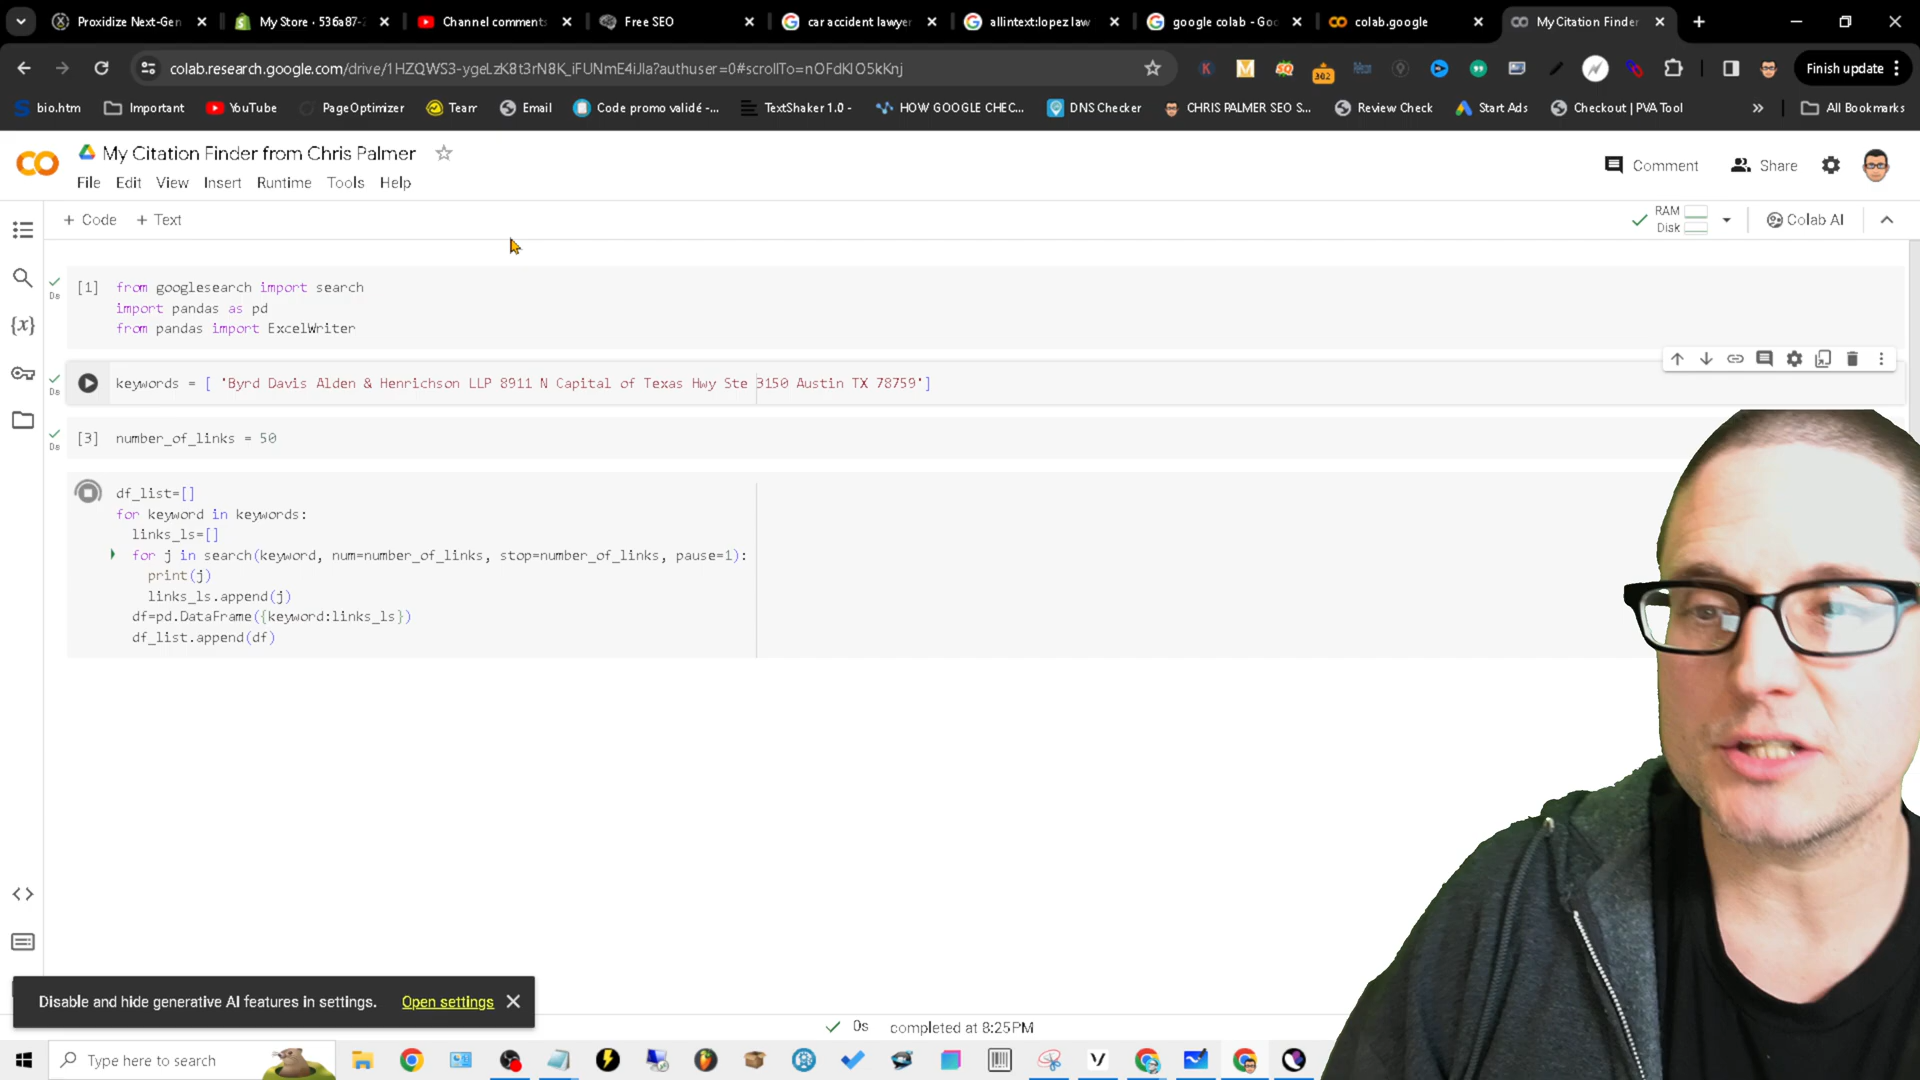 Proxidize Next-Gen
My Store · 536a87-
Channel comments
Free SEO
car accident lawyer
allintext:lopez law
google colab - Goo
colab.google
My Citation Finder
colab.research.google.com/drive/1HZQWS3-ygeLzK8t3rN8K_iFUNmE4iJIa?authuser=0#scrollTo=nOFdKIO5kKnj
302
Finish update
bio.htm
Important
YouTube
PageOptimizer
Team
Email
Code promo validé -...
TextShaker 1.0 -
HOW GOOGLE CHEC...
DNS Checker
CHRIS PALMER SEO S...
Review Check
Start Ads
Checkout | PVA Tool
»
All Bookmarks
My Citation Finder from Chris Palmer
File Edit View Insert Runtime Tools Help
Comment
Share
+ Code + Text
RAM
Disk
Colab AI
[1] from googlesearch import search
0s
import pandas as pd
from pandas import ExcelWriter
keywords = [ 'Byrd Davis Alden & Henrichson LLP 8911 N Capital of Texas Hwy Ste 3150 Austin TX 78759']
0s
[3] number_of_links = 50
0s
df_list=[]
for keyword in keywords:
links_ls=[]
for j in search(keyword, num=number_of_links, stop=number_of_links, pause=1):
print(j)
links_ls.append(j)
df=pd.DataFrame({keyword:links_ls})
df_list.append(df)
{x}
<>
Disable and hide generative AI features in settings. Open settings
0s completed at 8:25 PM
Type here to search